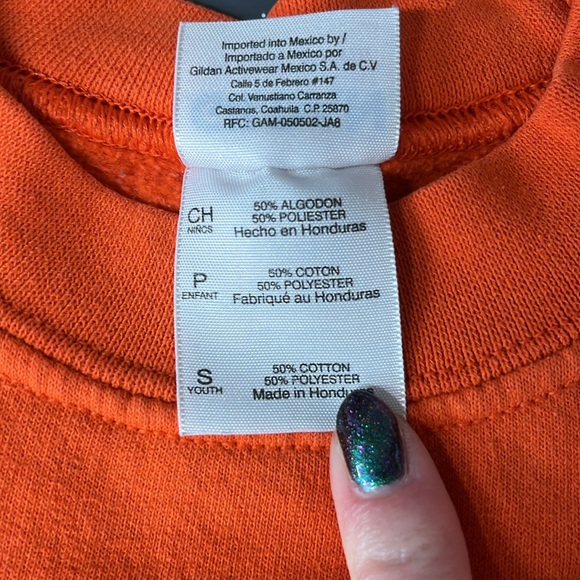 Imported into Mexico by /
Importado a Mexico por
Gildan Activewear Mexico S.A. de C.V
Calle 5 de Febrero #147
Col. Venustiano Carranza
Castanos, Coahuila C.P. 25870
RFC: GAM-050502-JA8
CH
NIÑOS
50% ALGODON
50% POLIESTER
Hecho en Honduras
P
ENFANT
50% COTON
50% POLYESTER
Fabriqué au Honduras
S
YOUTH
50% COTTON
50% POLYESTER
Made in